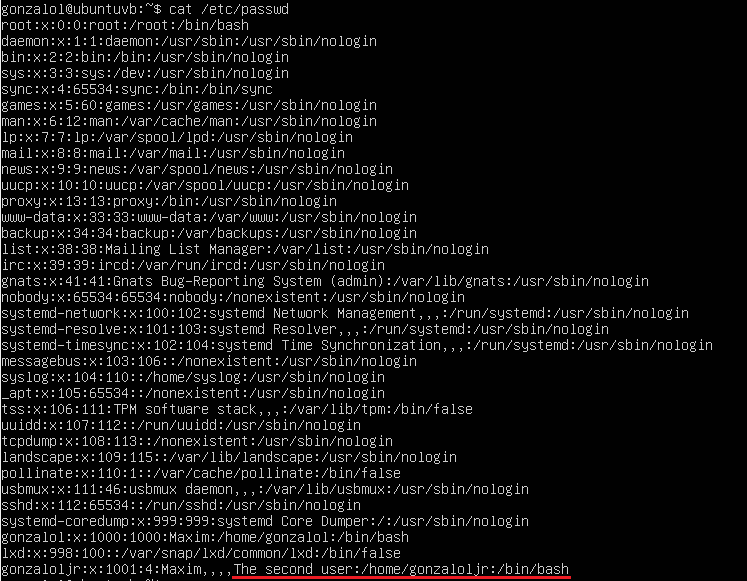 gonzalol@ubuntuvb:~$ cat /etc/passwd
root:x:0:0:root:/root:/bin/bash
daemon:x:1:1:daemon:/usr/sbin:/usr/sbin/nologin
bin:x:2:2:bin:/bin:/usr/sbin/nologin
sys:x:3:3:sys:/dev:/usr/sbin/nologin
sync:x:4:65534:sync:/bin:/bin/sync
games:x:5:60:games:/usr/games:/usr/sbin/nologin
man:x:6:12:man:/var/cache/man:/usr/sbin/nologin
lp:x:7:7:lp:/var/spool/lpd:/usr/sbin/nologin
mail:x:8:8:mail:/var/mail:/usr/sbin/nologin
news:x:9:9:news:/var/spool/news:/usr/sbin/nologin
uucp:x:10:10:uucp:/var/spool/uucp:/usr/sbin/nologin
proxy:x:13:13:proxy:/bin:/usr/sbin/nologin
www-data:x:33:33:www-data:/var/www:/usr/sbin/nologin
backup:x:34:34:backup:/var/backups:/usr/sbin/nologin
list:x:38:38:Mailing List Manager:/var/list:/usr/sbin/nologin
irc:x:39:39:ircd:/var/run/ircd:/usr/sbin/nologin
gnats:x:41:41:Gnats Bug-Reporting System (admin):/var/lib/gnats:/usr/sbin/nologin
nobody:x:65534:65534:nobody:/nonexistent:/usr/sbin/nologin
systemd-network:x:100:102:systemd Network Management,,,:/run/systemd:/usr/sbin/nologin
systemd-resolve:x:101:103:systemd Resolver,,,:/run/systemd:/usr/sbin/nologin
systemd-timesync:x:102:104:systemd Time Synchronization,,,:/run/systemd:/usr/sbin/nologin
messagebus:x:103:106::/nonexistent:/usr/sbin/nologin
syslog:x:104:110::/home/syslog:/usr/sbin/nologin
_apt:x:105:65534::/nonexistent:/usr/sbin/nologin
tss:x:106:111:TPM software stack,,,:/var/lib/tpm:/bin/false
uuidd:x:107:112::/run/uuidd:/usr/sbin/nologin
tcpdump:x:108:113::/nonexistent:/usr/sbin/nologin
landscape:x:109:115::/var/lib/landscape:/usr/sbin/nologin
pollinate:x:110:1::/var/cache/pollinate:/bin/false
usbmux:x:111:46:usbmux daemon,,,:/var/lib/usbmux:/usr/sbin/nologin
sshd:x:112:65534::/run/sshd:/usr/sbin/nologin
systemd-coredump:x:999:999:systemd Core Dumper:/:/usr/sbin/nologin
gonzalol:x:1000:1000:Maxim:/home/gonzalol:/bin/bash
lxd:x:998:100::/var/snap/lxd/common/lxd:/bin/false
gonzaloljr:x:1001:4:Maxim,,,,The second user:/home/gonzaloljr:/bin/bash